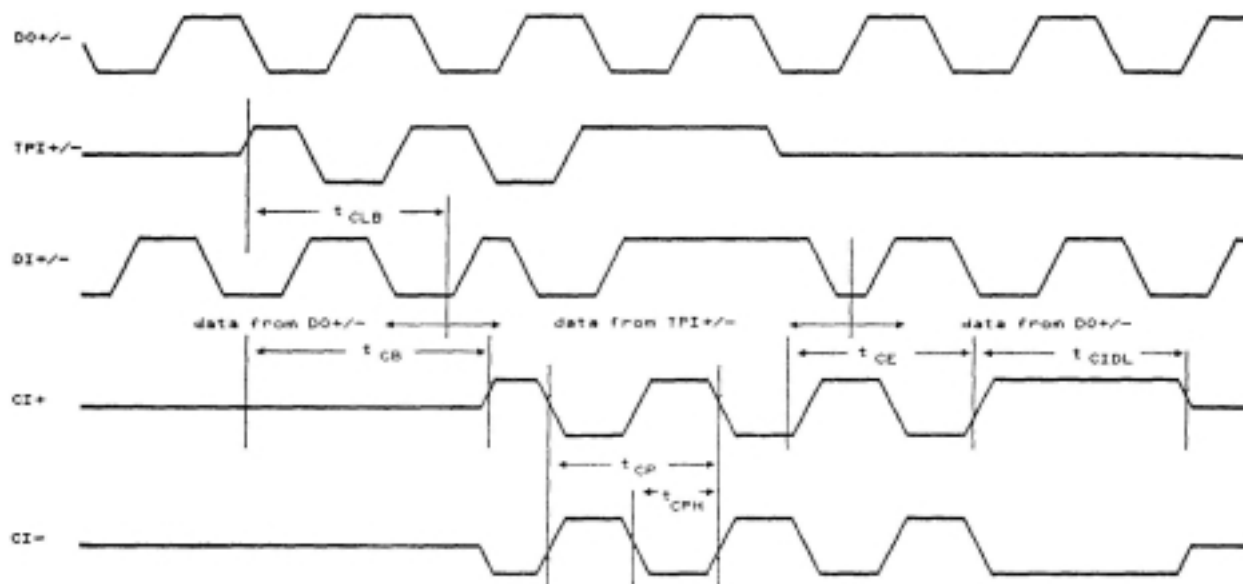 DO+/-
TPI+/-
t CLB
DI+/-
data from DO+/-
data from TPI+/-
data from DO+/-
t CB
t CE
t CIDL
CI+
t CP
t CPH
CI-